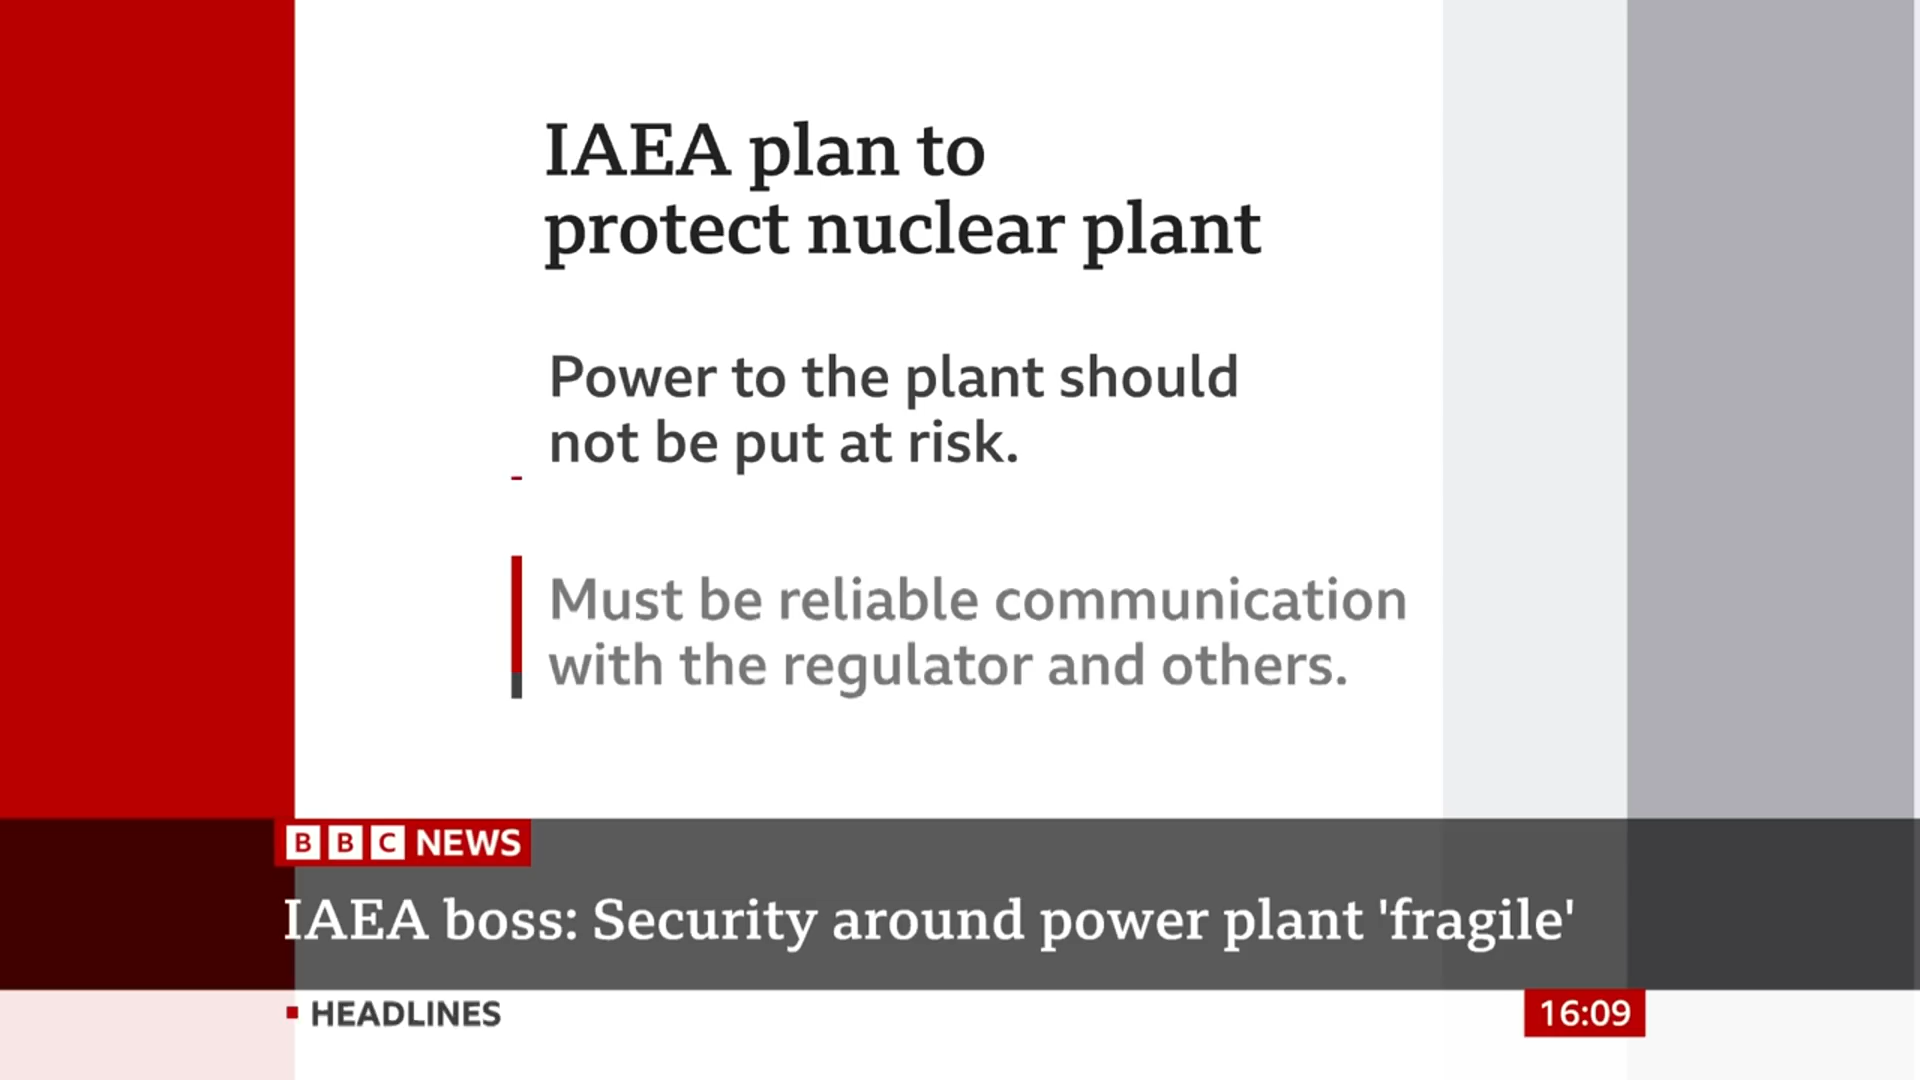 IAEA plan to
protect nuclear plant
Power to the plant should
not be put at risk.
Must be reliable communication
with the regulator and others.
BBC NEWS
IAEA boss: Security around power plant 'fragile'
HEADLINES
16:09